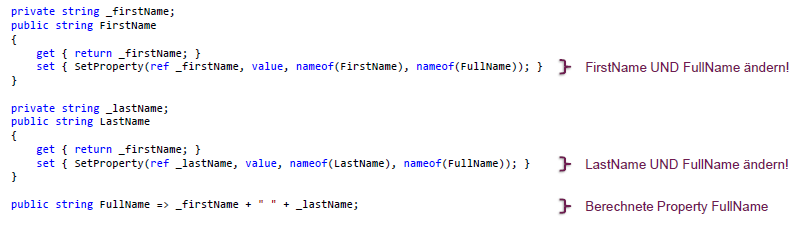 private string _firstName;
public string FirstName
{
    get { return _firstName; }
    set { SetProperty(ref _firstName, value, nameof(FirstName), nameof(FullName)); } FirstName UND FullName ändern!
}
private string _lastName;
public string LastName
{
    get { return _firstName; }
    set { SetProperty(ref _lastName, value, nameof(LastName), nameof(FullName)); } LastName UND FullName ändern!
}
public string FullName => _firstName + " " + _lastName; Berechnete Property FullName